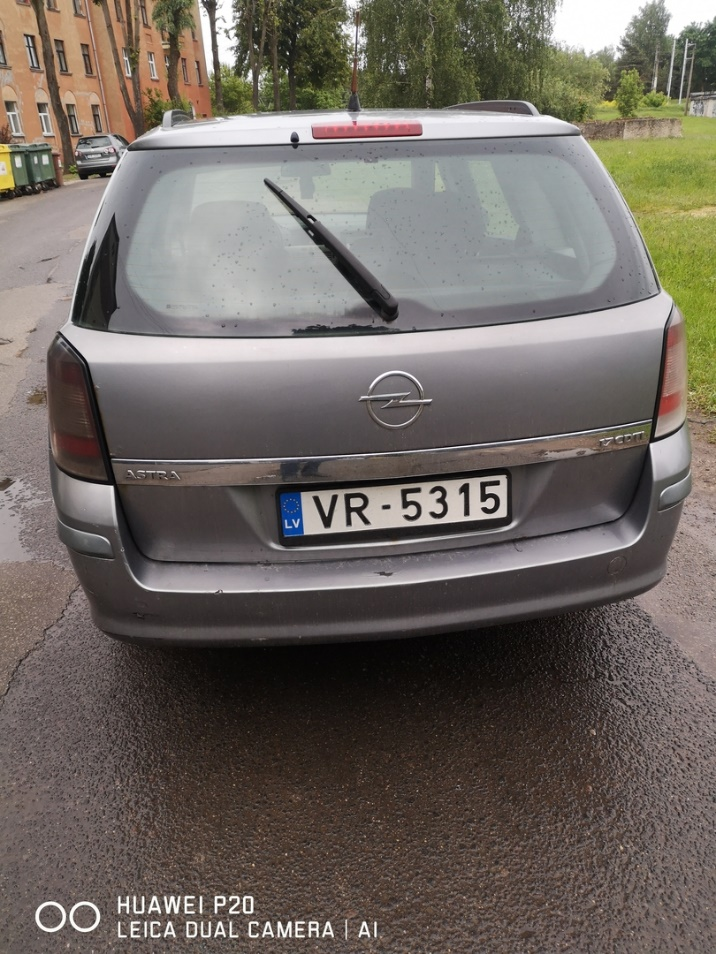 ASTRA
1.7 CDTI
LV VR-5315
HUAWEI P20
LEICA DUAL CAMERA | AI